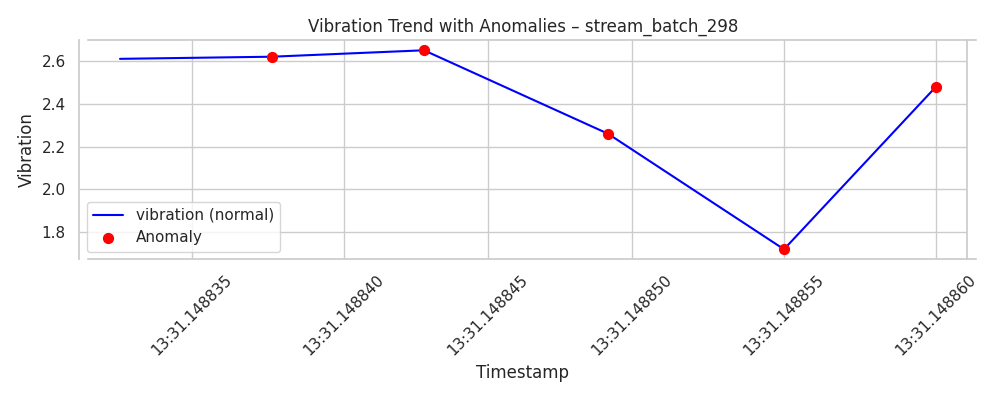 Vibration Trend with Anomalies – stream_batch_298
Vibration
2.6
2.4
2.2
2.0
1.8
vibration (normal)
Anomaly
13:31.148835
13:31.148840
13:31.148845
13:31.148850
13:31.148855
13:31.148860
Timestamp